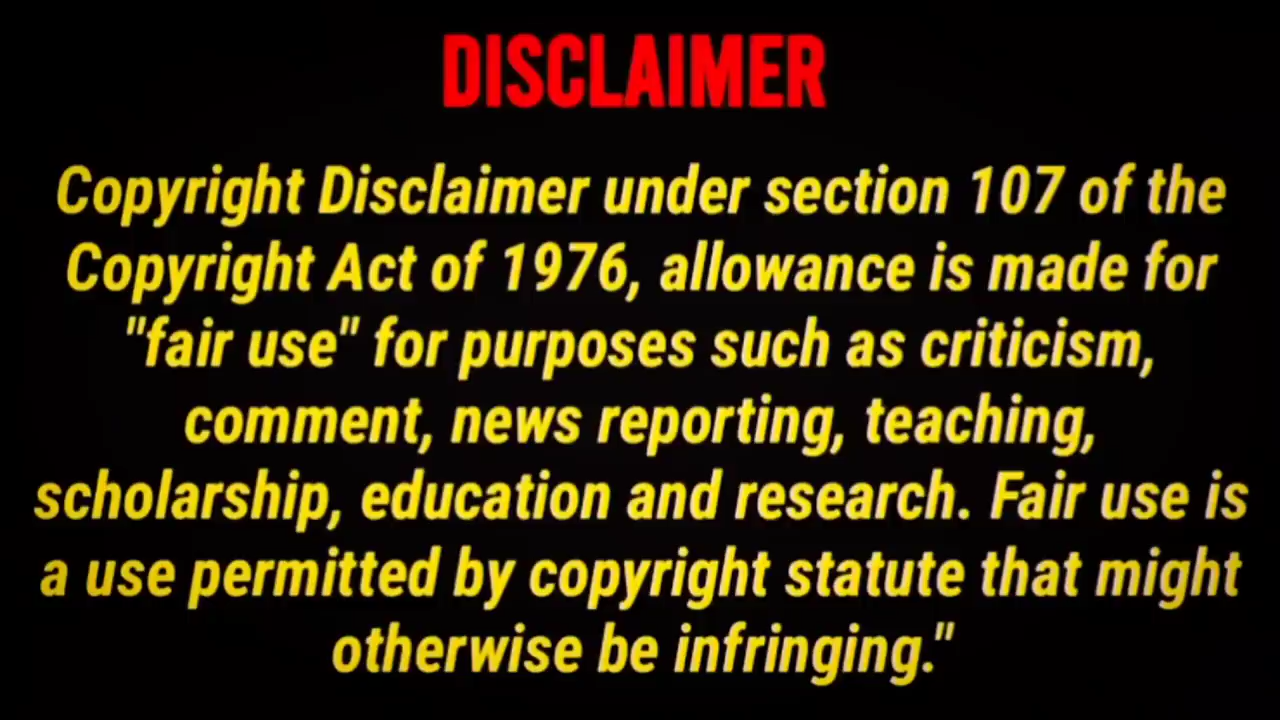 DISCLAIMER
Copyright Disclaimer under section 107 of the
Copyright Act of 1976, allowance is made for
"fair use" for purposes such as criticism,
comment, news reporting, teaching,
scholarship, education and research. Fair use is
a use permitted by copyright statute that might
otherwise be infringing."